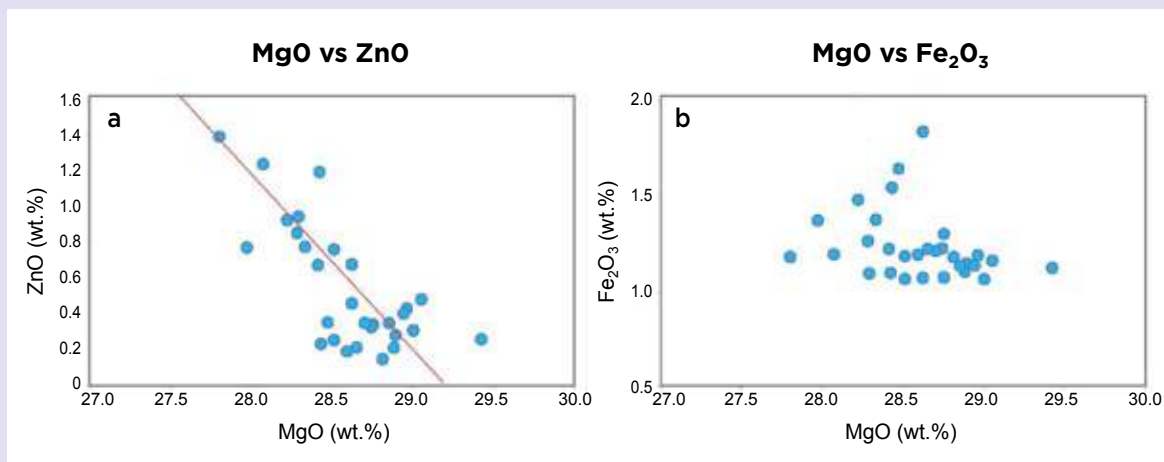 MgO vs ZnO
a
1.6
1.4
1.2
1.0
0.8
0.6
0.4
0.2
0
ZnO (wt.%)
27.0 27.5 28.0 28.5 29.0 29.5 30.0
MgO (wt.%)
MgO vs Fe₂O₃
b
2.0
1.5
1.0
0.5
Fe₂O₃ (wt.%)
27.0 27.5 28.0 28.5 29.0 29.5 30.0
MgO (wt.%)